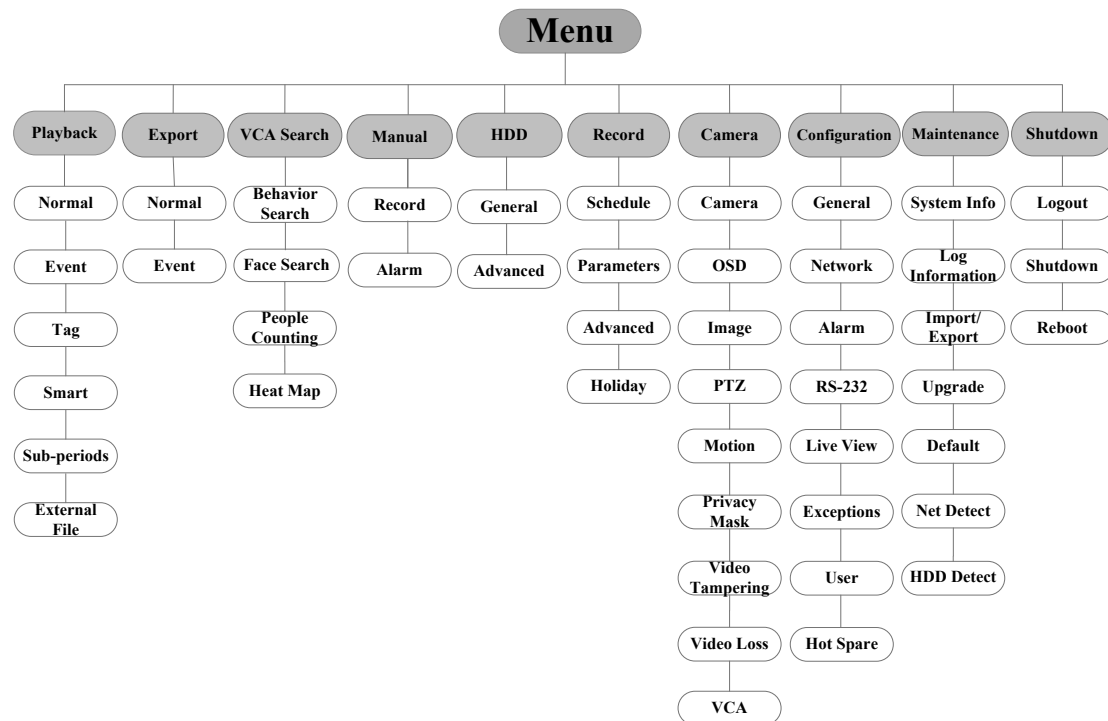 Menu
Playback
Export
VCA Search
Manual
HDD
Record
Camera
Configuration
Maintenance
Shutdown
Normal
Event
Tag
Smart
Sub-periods
External
File
Normal
Event
Behavior
Search
Face Search
People
Counting
Heat Map
Record
Alarm
General
Advanced
Schedule
Parameters
Advanced
Holiday
Camera
OSD
Image
PTZ
Motion
Privacy
Mask
Video
Tampering
Video Loss
VCA
General
Network
Alarm
RS-232
Live View
Exceptions
User
Hot Spare
System Info
Log
Information
Import/
Export
Upgrade
Default
Net Detect
HDD Detect
Logout
Shutdown
Reboot